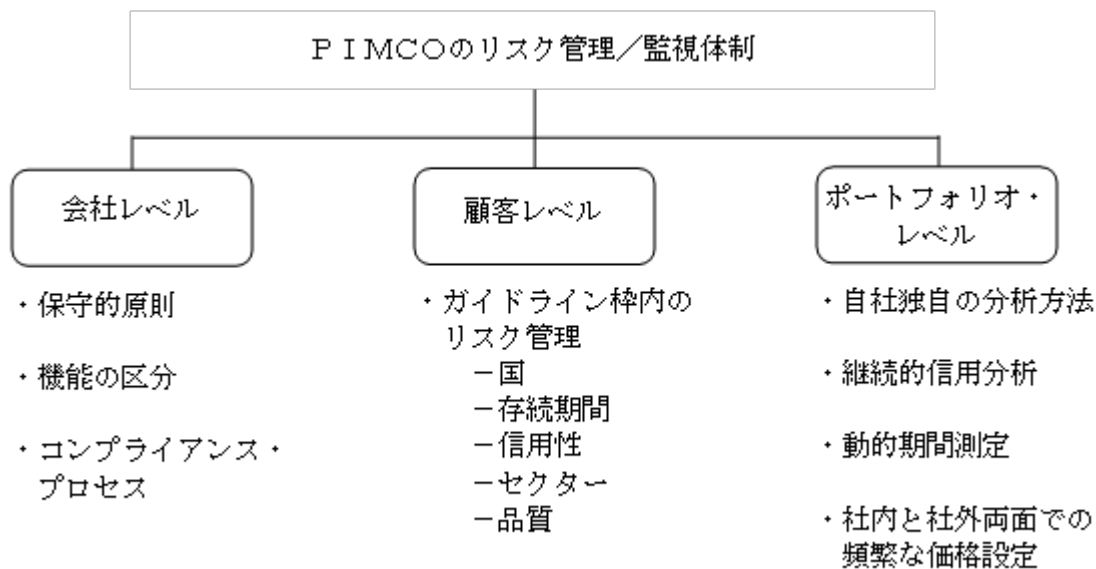 ＰＩＭＣＯのリスク管理／監視体制
会社レベル
・保守的原則
・機能の区分
・コンプライアンス・
プロセス
顧客レベル
・ガイドライン枠内の
リスク管理
－国
－存続期間
－信用性
－セクター
－品質
ポートフォリオ・
レベル
・自社独自の分析方法
・継続的信用分析
・動的期間測定
・社内と社外両面での
頻繁な価格設定